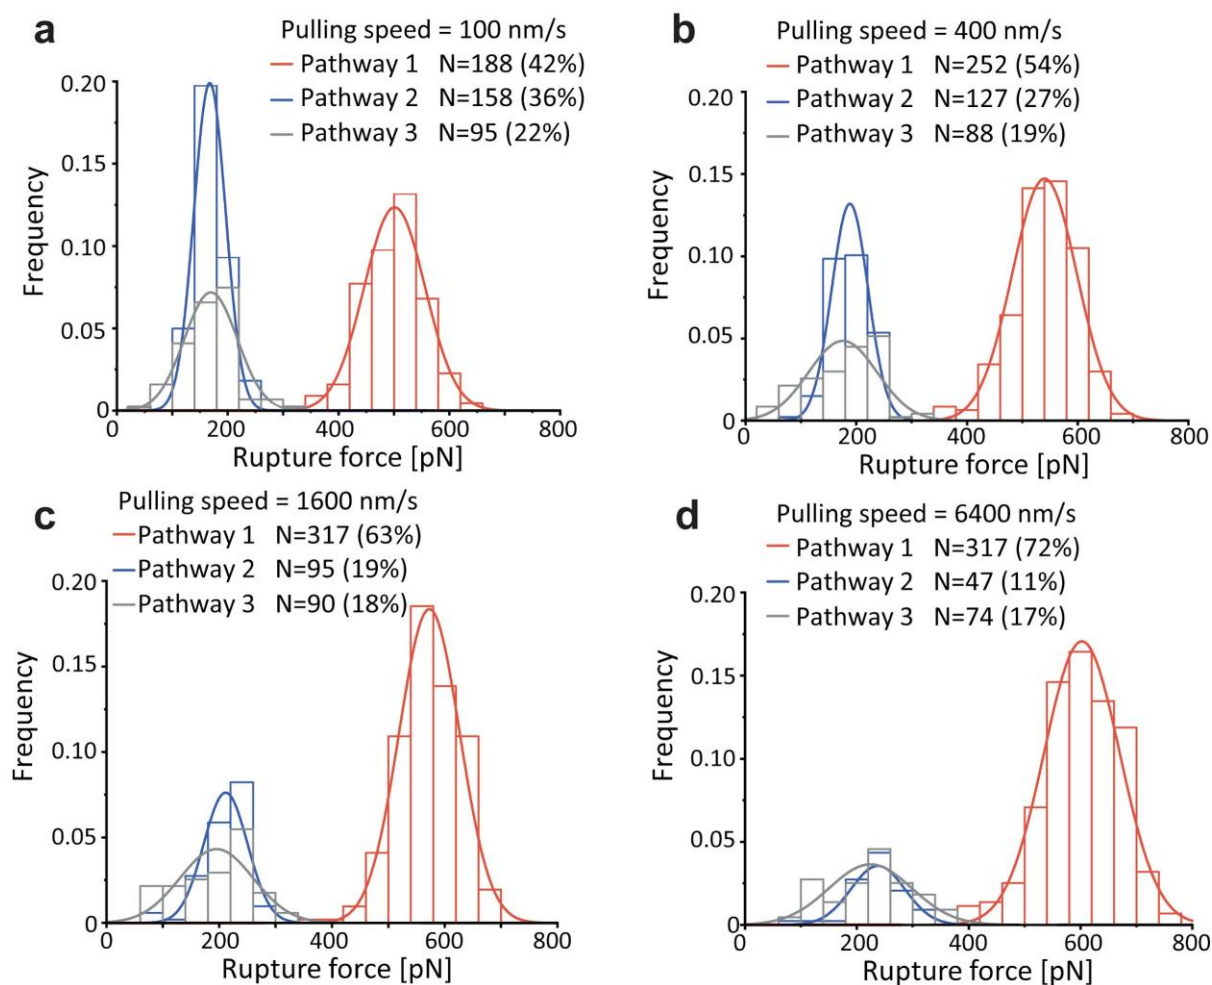 a
Pulling speed = 100 nm/s
Pathway 1 N=188 (42%)
Pathway 2 N=158 (36%)
Pathway 3 N=95 (22%)
Frequency
0.20
0.15
0.10
0.05
0
0 200 400 600 800
Rupture force [pN]
b
Pulling speed = 400 nm/s
Pathway 1 N=252 (54%)
Pathway 2 N=127 (27%)
Pathway 3 N=88 (19%)
Frequency
0.20
0.15
0.10
0.05
0
0 200 400 600 800
Rupture force [pN]
c
Pulling speed = 1600 nm/s
Pathway 1 N=317 (63%)
Pathway 2 N=95 (19%)
Pathway 3 N=90 (18%)
Frequency
0.20
0.15
0.10
0.05
0
0 200 400 600 800
Rupture force [pN]
d
Pulling speed = 6400 nm/s
Pathway 1 N=317 (72%)
Pathway 2 N=47 (11%)
Pathway 3 N=74 (17%)
Frequency
0.20
0.15
0.10
0.05
0
0 200 400 600 800
Rupture force [pN]